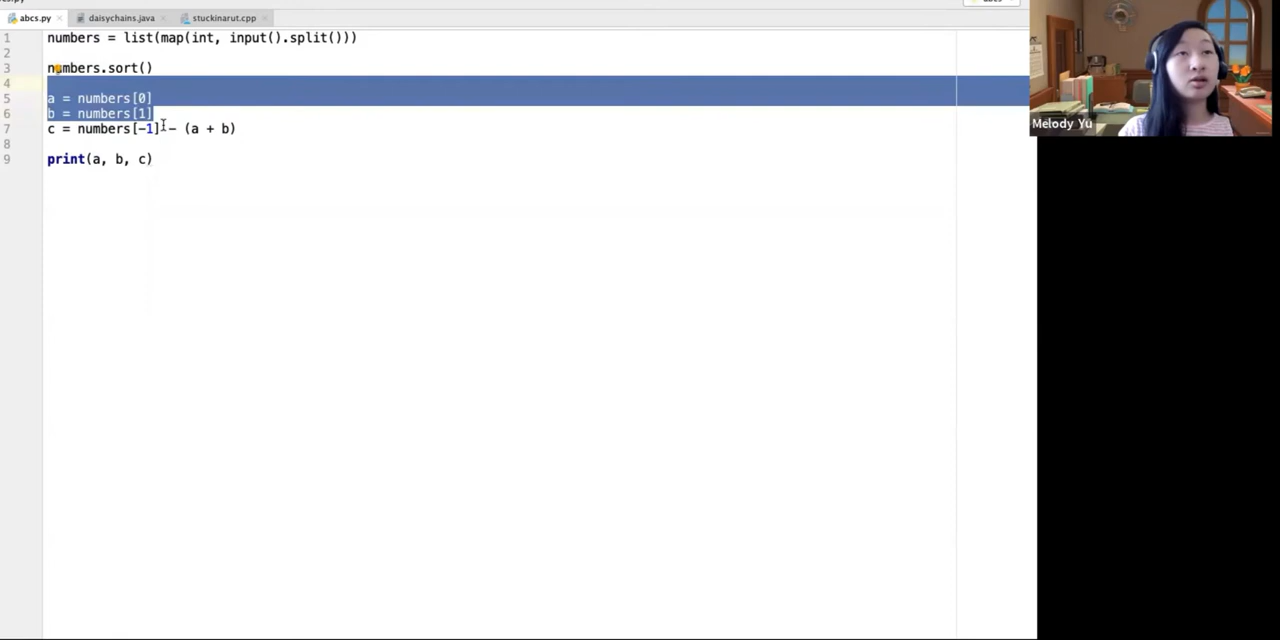 abcs.py
daisychains.java
stuckinarut.cpp
1 numbers = list(map(int, input().split()))
2
3 numbers.sort()
4
5 a = numbers[0]
6 b = numbers[1]
7 c = numbers[-1] - (a + b)
8
9 print(a, b, c)
Melody Yu